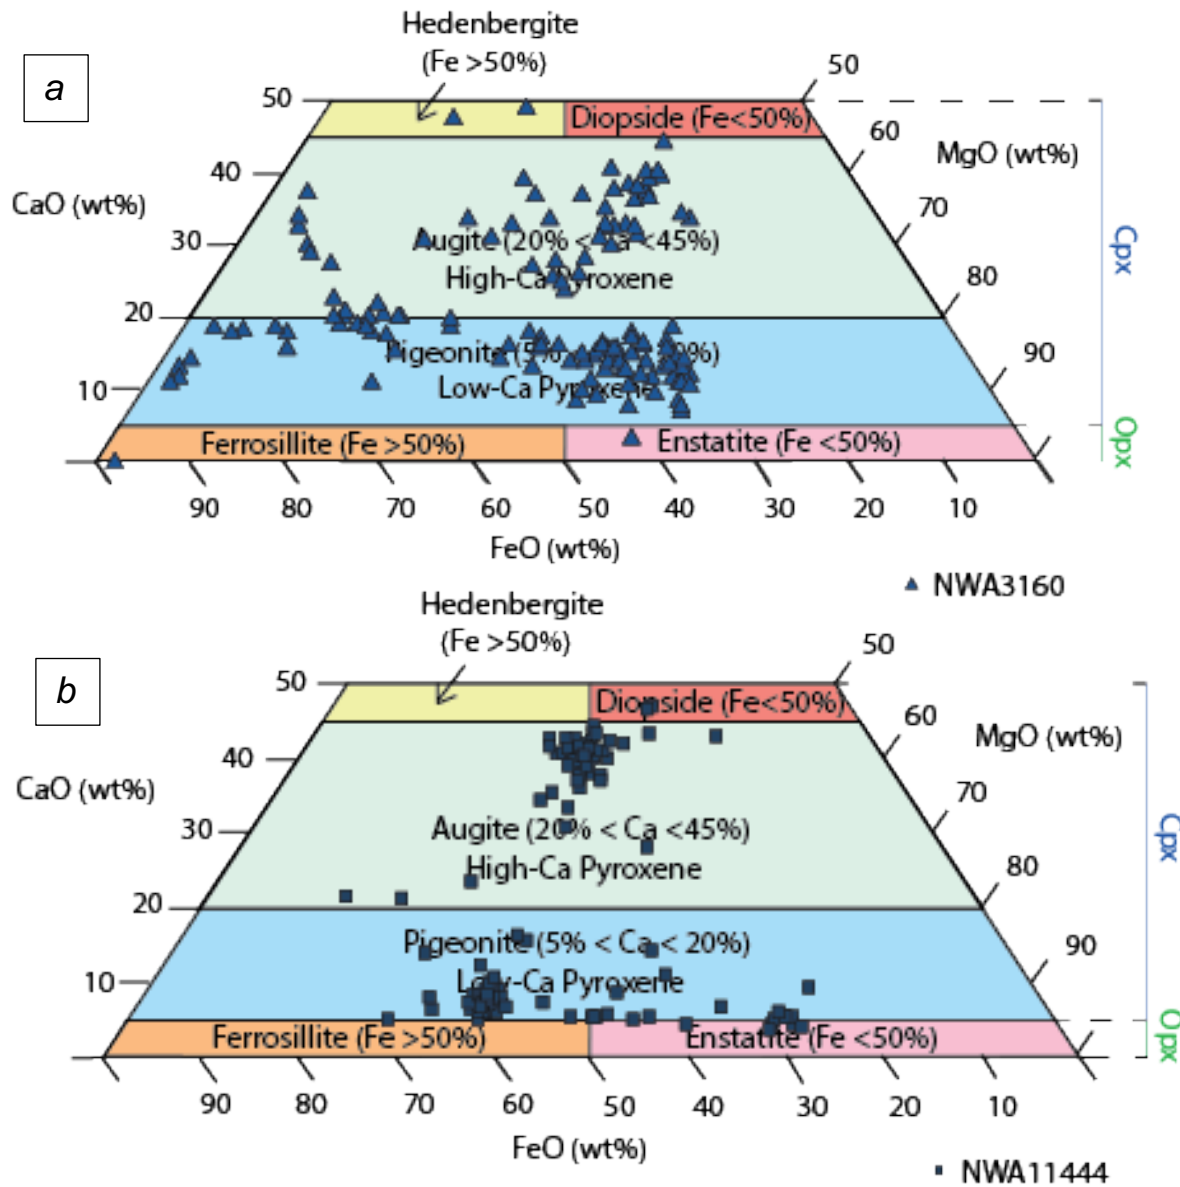 a
Hedenbergite
(Fe >50%)
50
50
Diopside (Fe<50%)
60
MgO (wt%)
40
CaO (wt%)
70
30
Augite (20% < Ca <45%)
Cpx
High-Ca Pyroxene
80
20
Pigeonite (5% < Ca < 20%)
90
10
Low-Ca Pyroxene
Ferrosillite (Fe >50%)
Enstatite (Fe <50%)
Opx
90 80 70 60 50 40 30 20 10
FeO (wt%)
NWA3160
b
Hedenbergite
(Fe >50%)
50
50
Diopside (Fe<50%)
60
MgO (wt%)
40
CaO (wt%)
70
30
Augite (20% < Ca <45%)
Cpx
High-Ca Pyroxene
80
20
Pigeonite (5% < Ca < 20%)
90
10
Low-Ca Pyroxene
Ferrosillite (Fe >50%)
Enstatite (Fe <50%)
Opx
90 80 70 60 50 40 30 20 10
FeO (wt%)
NWA11444